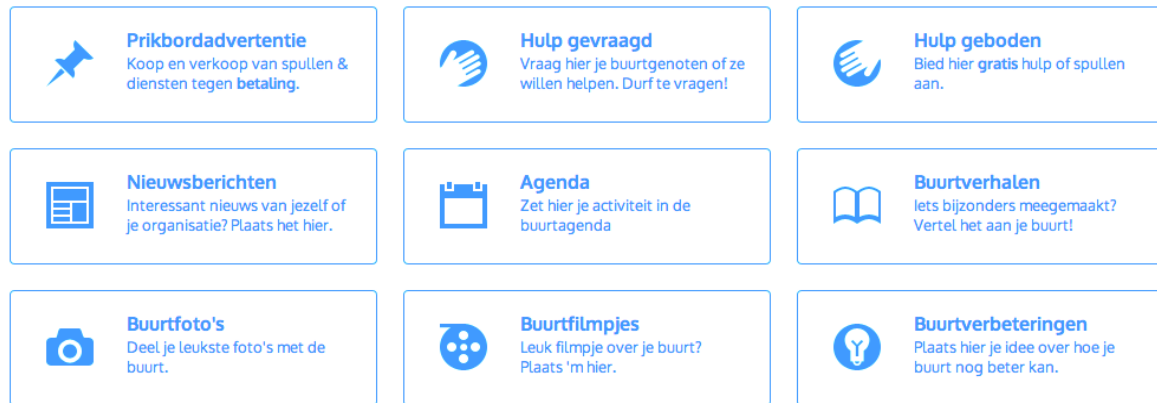 Prikbordadvertentie
Koop en verkoop van spullen &
diensten tegen betaling.
Hulp gevraagd
Vraag hier je buurtgenoten of ze
willen helpen. Durf te vragen!
Hulp geboden
Bied hier gratis hulp of spullen
aan.
Nieuwsberichten
Interessant nieuws van jezelf of
je organisatie? Plaats het hier.
Agenda
Zet hier je activiteit in de
buurtagenda
Buurtverhalen
Iets bijzonders meegemaakt?
Vertel het aan je buurt!
Buurtfoto's
Deel je leukste foto's met de
buurt.
Buurtfilmpjes
Leuk filmpje over je buurt?
Plaats 'm hier.
Buurtverbeteringen
Plaats hier je idee over hoe je
buurt nog beter kan.